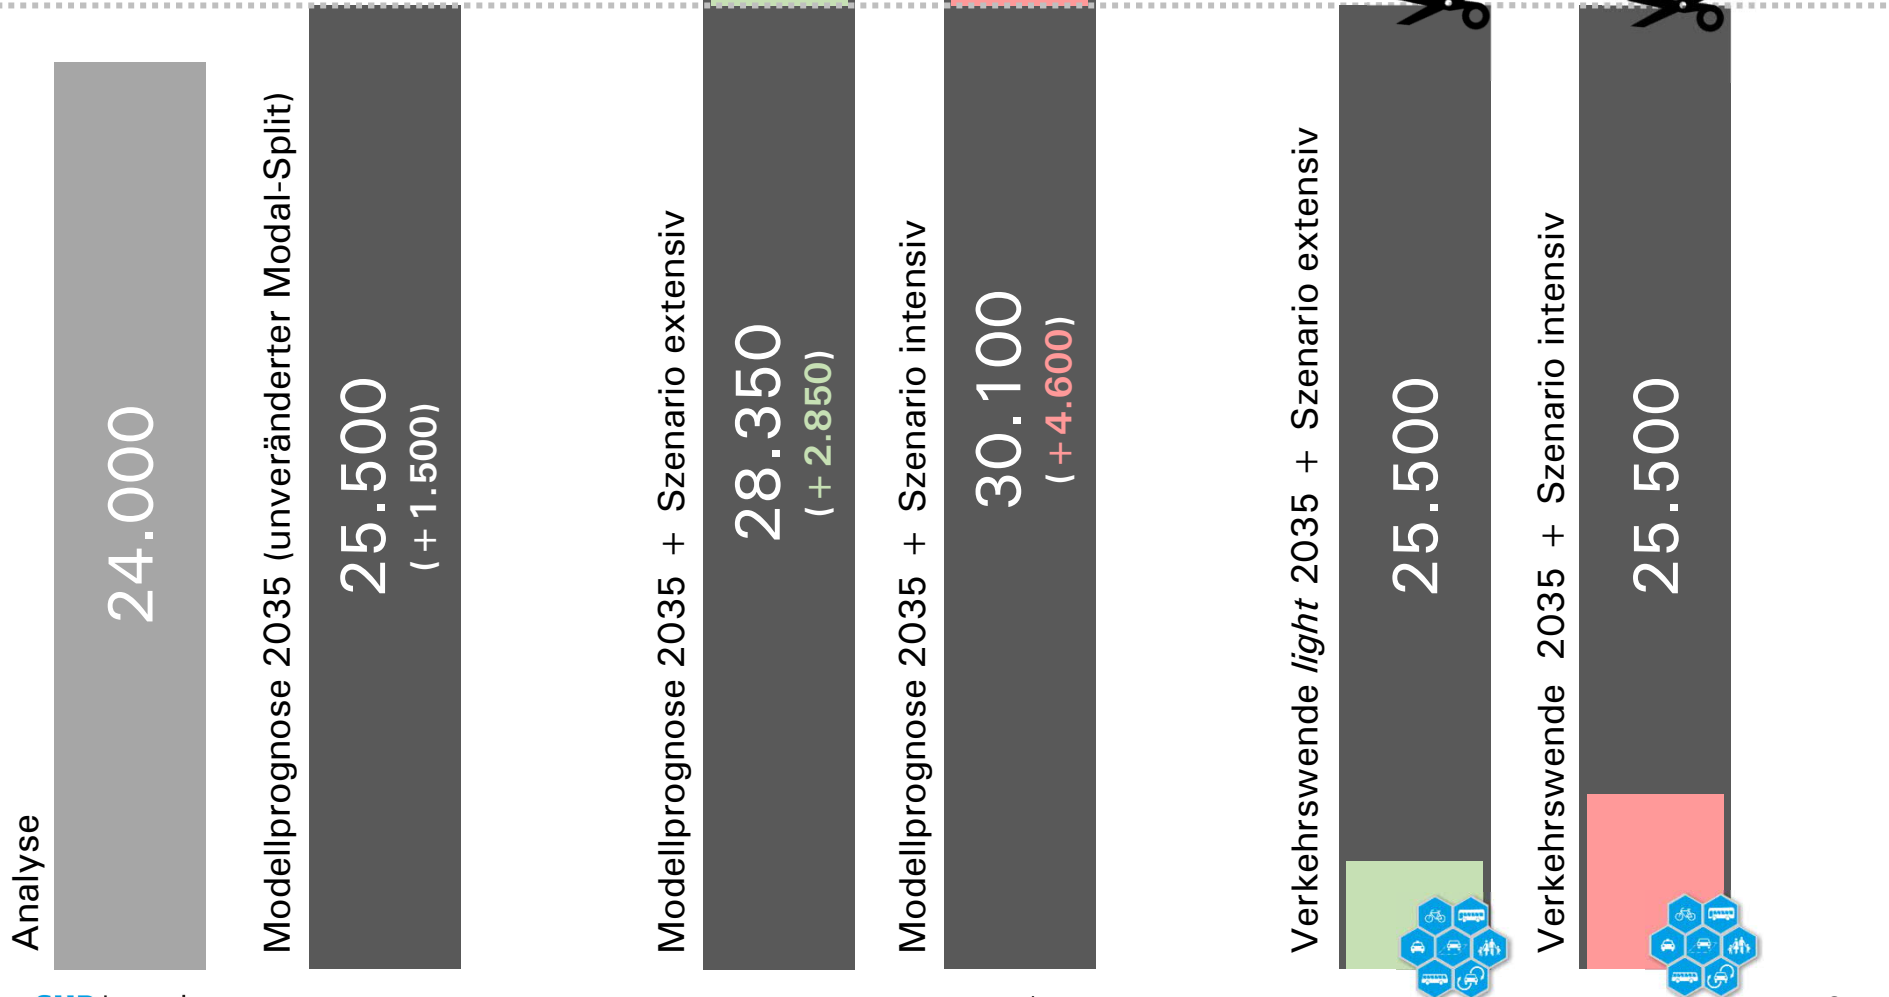 Analyse
24.000
Modellprognose 2035 (unveränderter Modal-Split)
25.500
(+1.500)
Modellprognose 2035 + Szenario extensiv
28.350
(+2.850)
Modellprognose 2035 + Szenario intensiv
30.100
(+4.600)
Verkehrswende light 2035 + Szenario extensiv
25.500
Verkehrswende 2035 + Szenario intensiv
25.500